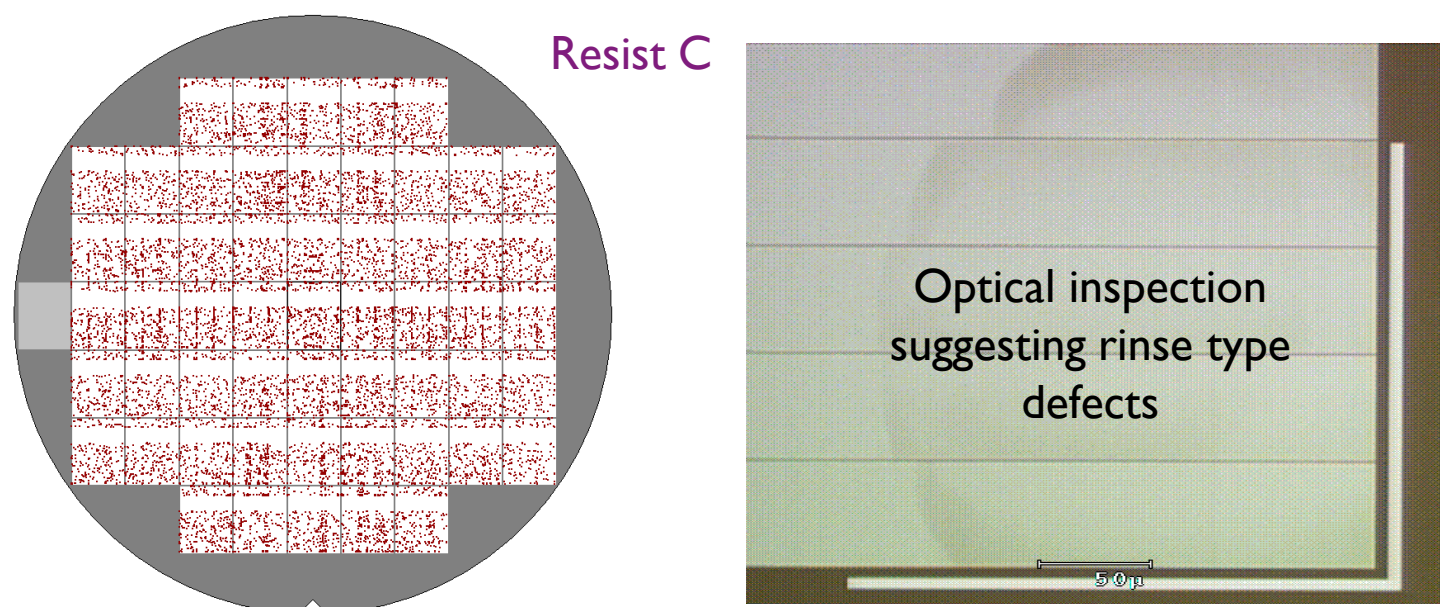 Resist C
Optical inspection
suggesting rinse type
defects
50µ